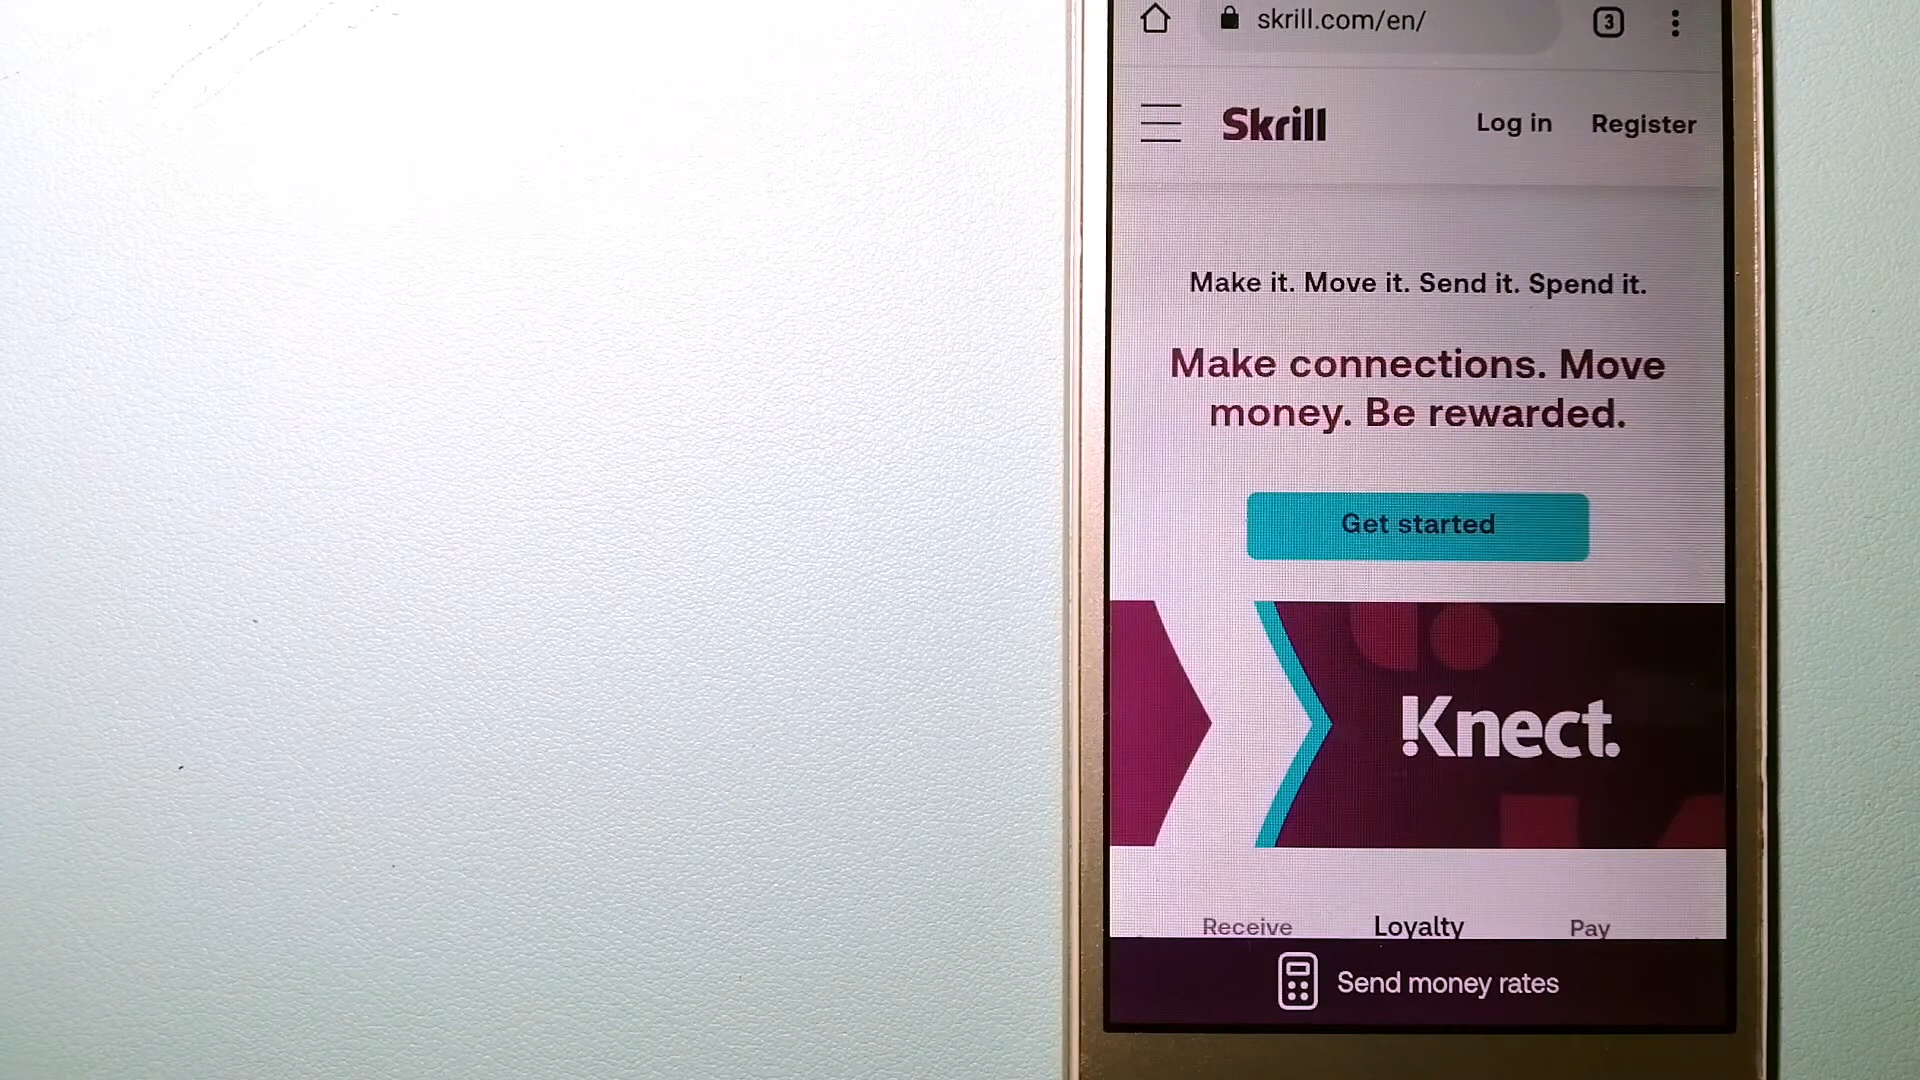 skrill.com/en/
3
Skrill
Log in
Register
Make it. Move it. Send it. Spend it.
Make connections. Move
money. Be rewarded.
Get started
Knect.
Receive
Loyalty
Pay
Send money rates